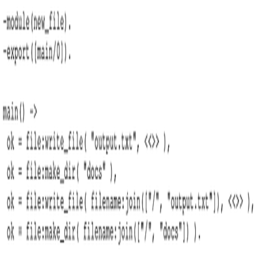 -module(new_file).
-export([main/0]).
main() ->
ok = file:write_file( "output.txt", <<>> ),
ok = file:make_dir( "docs" ),
ok = file:write_file( filename:join(["/", "output.txt"]), <<>> ),
ok = file:make_dir( filename:join(["/", "docs"]) ).